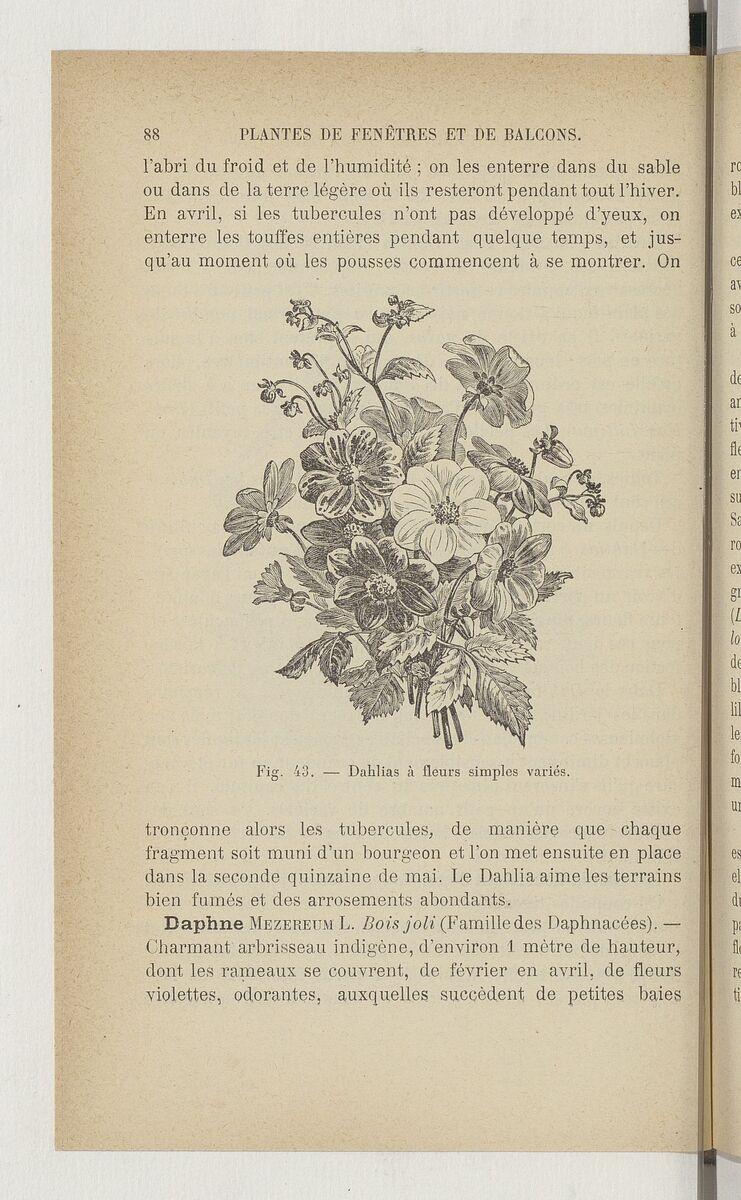 88 PLANTES DE FENÊTRES ET DE BALCONS.
l'abri du froid et de l'humidité ; on les enterre dans du sable
ou dans de la terre légère où ils resteront pendant tout l'hiver.
En avril, si les tubercules n'ont pas développé d'yeux, on
enterre les touffes entières pendant quelque temps, et jus-
qu'au moment où les pousses commencent à se montrer. On
Fig. 43. — Dahlias à fleurs simples variés.
tronçonne alors les tubercules, de manière que chaque
fragment soit muni d'un bourgeon et l'on met ensuite en place
dans la seconde quinzaine de mai. Le Dahlia aime les terrains
bien fumés et des arrosements abondants.
Daphne MEZEREUM L. Bois joli (Famille des Daphnacées). —
Charmant arbrisseau indigène, d'environ 1 mètre de hauteur,
dont les rameaux se couvrent, de février en avril, de fleurs
violettes, odorantes, auxquelles succèdent de petites baies